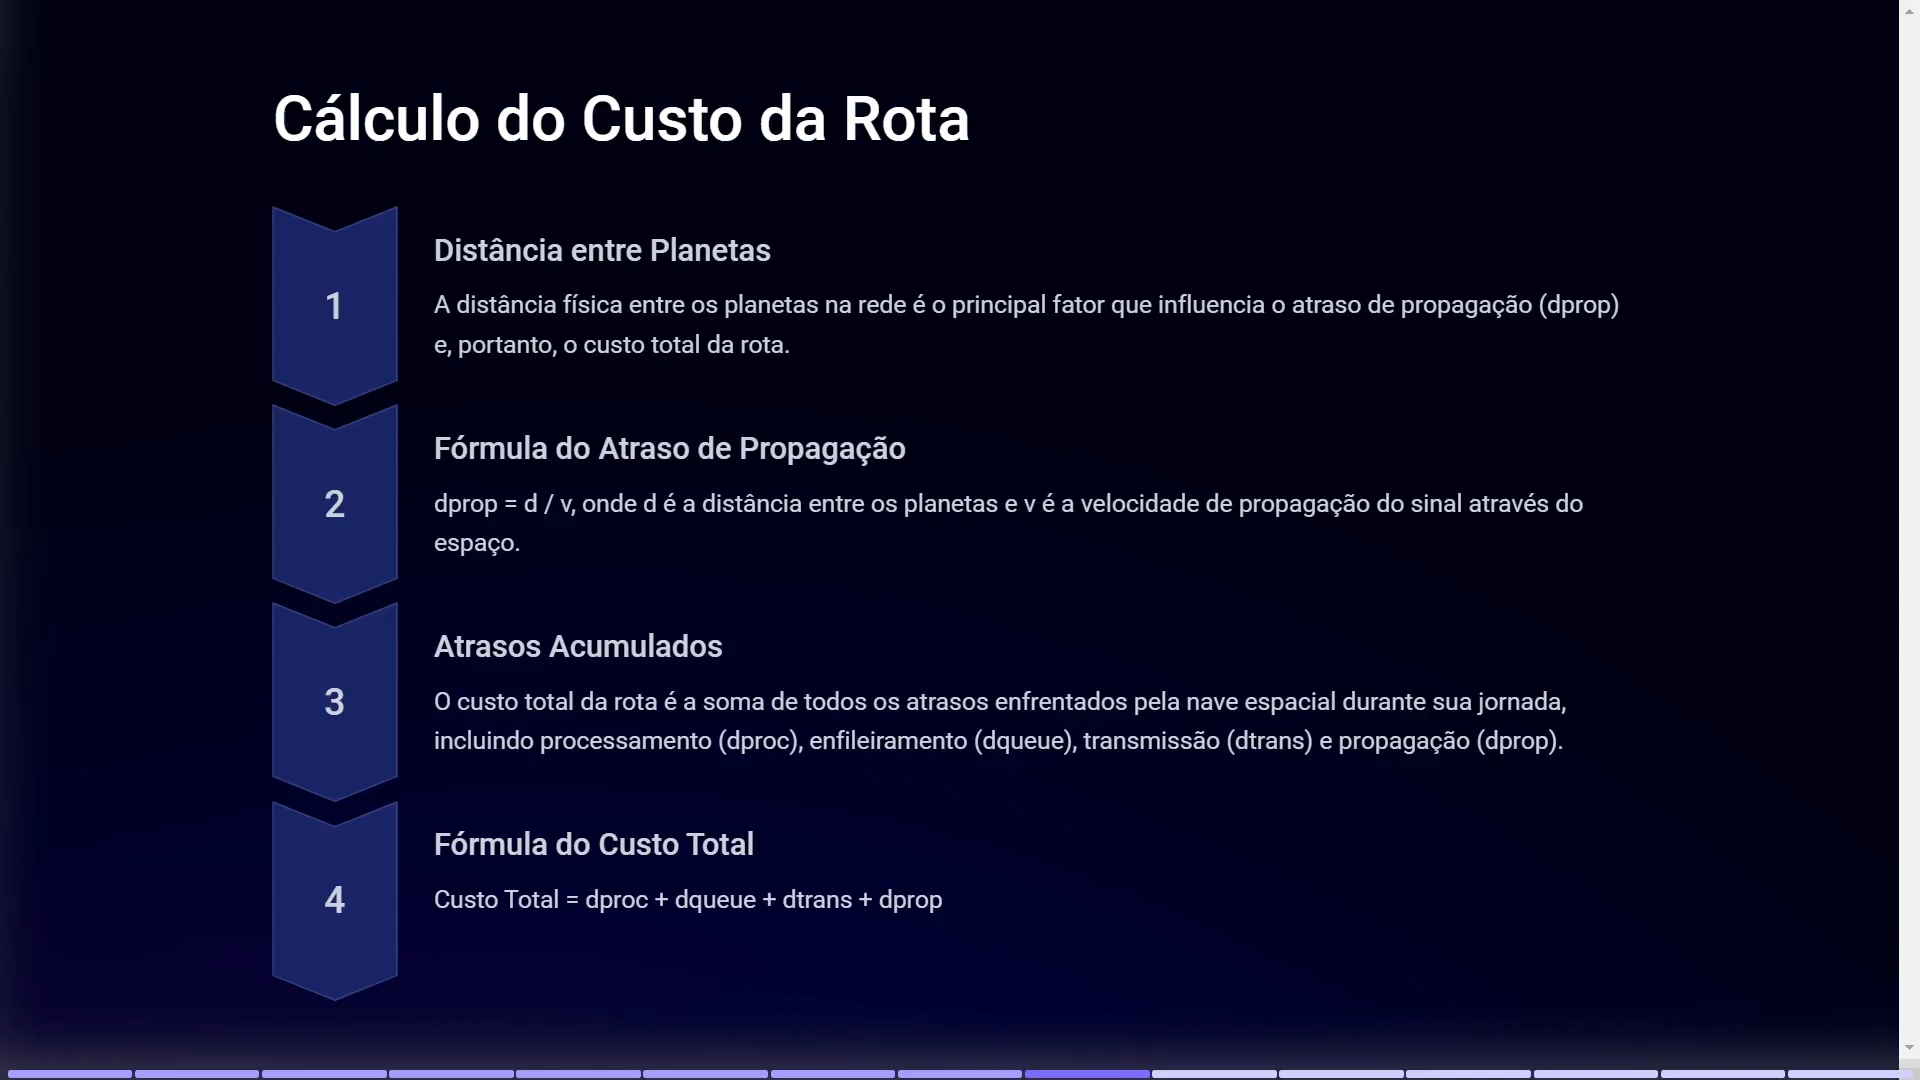 Cálculo do Custo da Rota
1
Distância entre Planetas
A distância física entre os planetas na rede é o principal fator que influencia o atraso de propagação (dprop)
e, portanto, o custo total da rota.
2
Fórmula do Atraso de Propagação
dprop = d / v, onde d é a distância entre os planetas e v é a velocidade de propagação do sinal através do
espaço.
3
Atrasos Acumulados
O custo total da rota é a soma de todos os atrasos enfrentados pela nave espacial durante sua jornada,
incluindo processamento (dproc), enfileiramento (dqueue), transmissão (dtrans) e propagação (dprop).
4
Fórmula do Custo Total
Custo Total = dproc + dqueue + dtrans + dprop